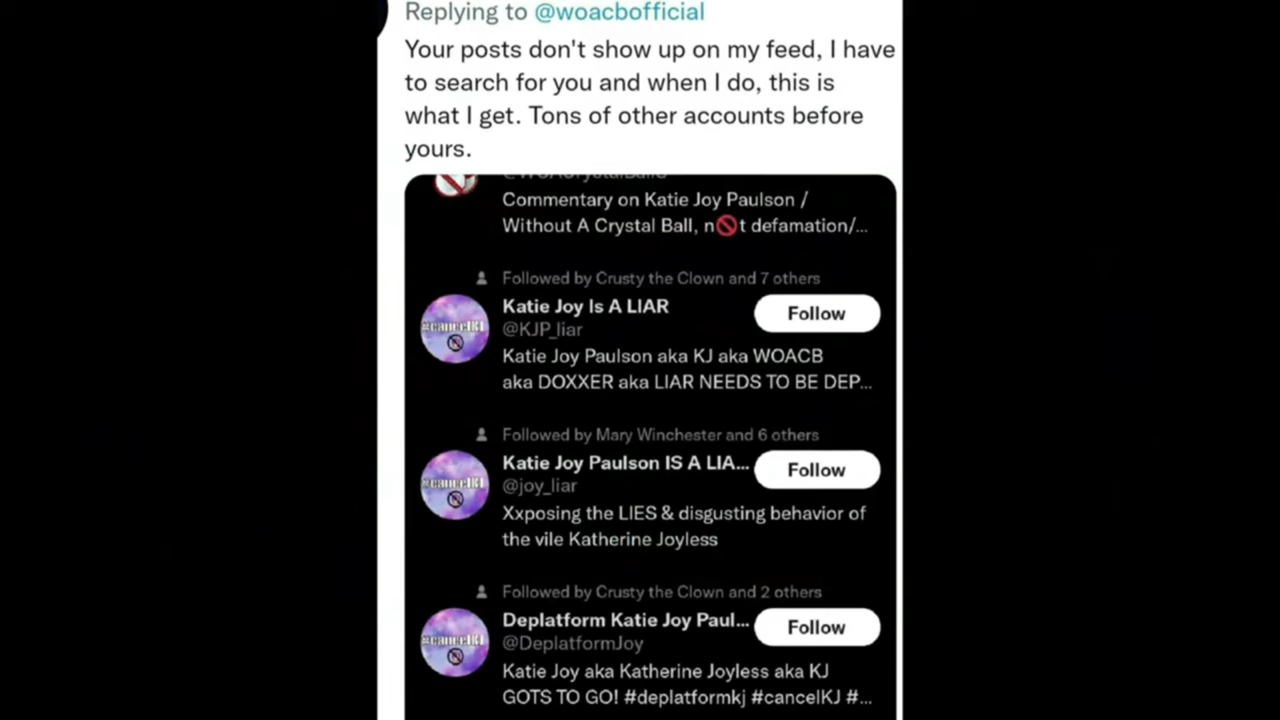 Replying to @woacbofficial
Your posts don't show up on my feed, I have
to search for you and when I do, this is
what I get. Tons of other accounts before
yours.
Commentary on Katie Joy Paulson /
Without A Crystal Ball, n🚫t defamation/...
Followed by Crusty the Clown and 7 others
Katie Joy Is A LIAR
Follow
@KJP_liar
Katie Joy Paulson aka KJ aka WOACB
aka DOXXER aka LIAR NEEDS TO BE DEP...
#cancelKJ
Followed by Mary Winchester and 6 others
Katie Joy Paulson IS A LIA...
Follow
@joy_liar
Xxposing the LIES & disgusting behavior of
the vile Katherine Joyless
#cancelKJ
Followed by Crusty the Clown and 2 others
Deplatform Katie Joy Paul...
Follow
@DeplatformJoy
Katie Joy aka Katherine Joyless aka KJ
GOTS TO GO! #deplatformkj #cancelKJ #...
#cancelKJ